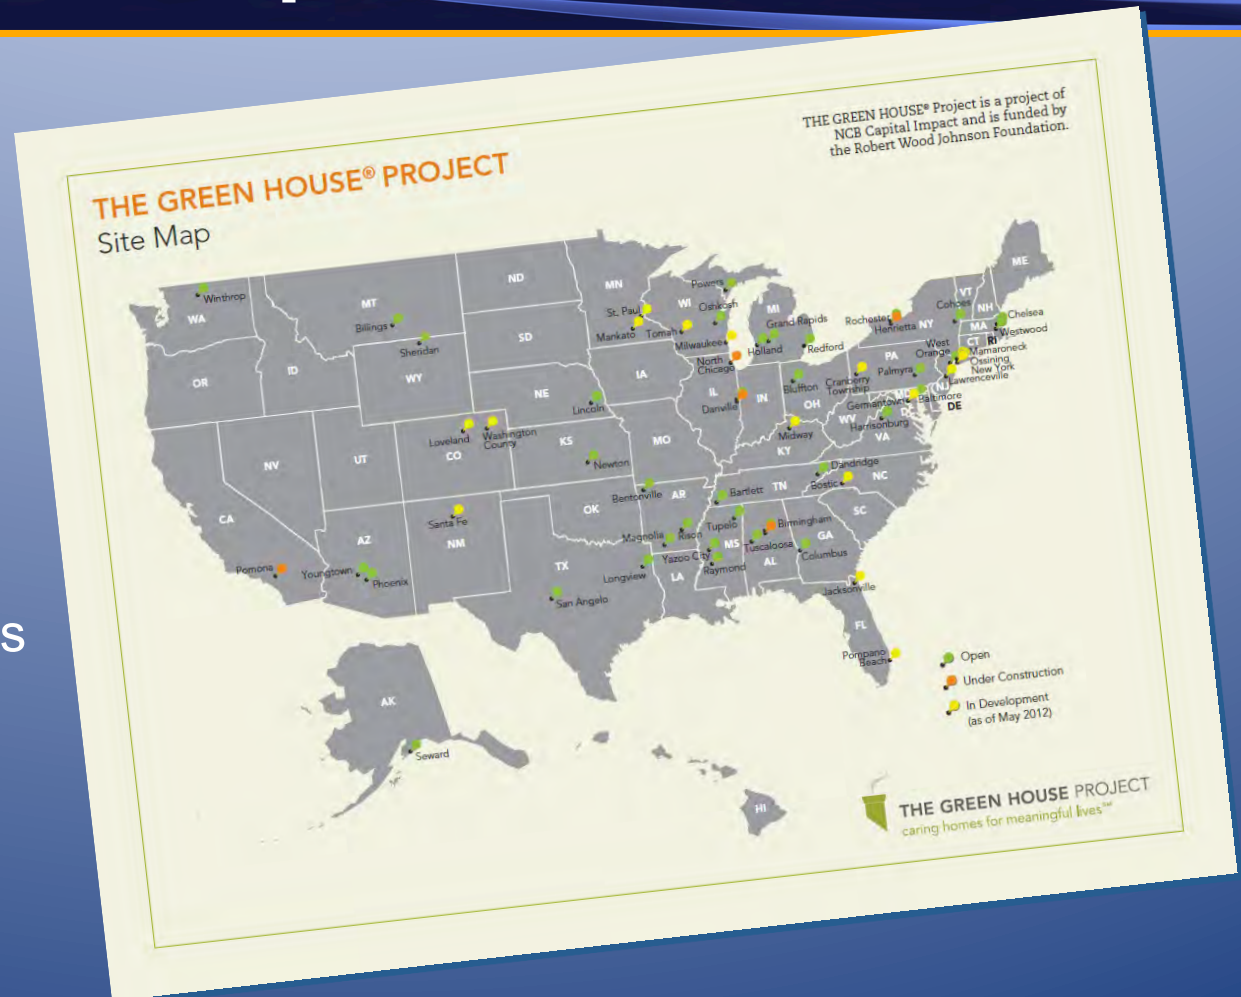 THE GREEN HOUSE® Project is a project of
NCB Capital Impact and is funded by
the Robert Wood Johnson Foundation.
THE GREEN HOUSE® PROJECT
Site Map
ME
ND
MN
VT
MT
Winthrop
WA
Powers
WI
MI
Cohoes
NH
Chelsea
St. Paul
Oshkosh
Grand Rapids
Rochester
Henrietta
NY
MA
Westwood
Billings
Mankato
Tomah
Milwaukee
Holland
Redford
West
Orange
CT
RI
Mamaroneck
Ossining
New York
Lawrenceville
Sheridan
SD
North
Chicago
PA
Palmyra
OR
ID
WY
IA
IL
IN
Bluffton
Cranberry
Township
NJ
NE
Lincoln
Danville
OH
Germantown
Baltimore
DE
WV
Harrisonburg
VA
Loveland
Washington
County
CO
KS
MO
Midway
KY
NV
UT
Newton
Dandridge
Bostic
NC
Bentonville
AR
Bartlett
TN
CA
Santa Fe
OK
SC
AZ
NM
Magnolia
Rison
Tupelo
Birmingham
GA
MS
Tuscaloosa
Columbus
Pomona
Youngtown
Phoenix
TX
Longview
Yazoo City
Raymond
AL
LA
San Angelo
Jacksonville
FL
s
Pompano
Beach
Open
Under Construction
In Development
(as of May 2012)
AK
Seward
HI
THE GREEN HOUSE PROJECT
caring homes for meaningful lives℠